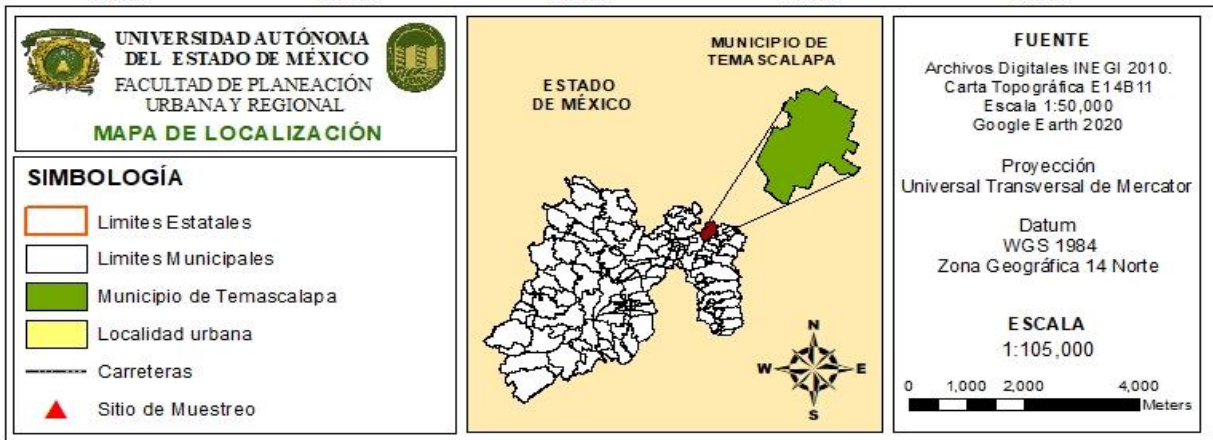 UNIVERSIDAD AUTÓNOMA
DEL ESTADO DE MÉXICO
FACULTAD DE PLANEACIÓN
URBANA Y REGIONAL
MAPA DE LOCALIZACIÓN
SIMBOLOGÍA
Limites Estatales
Limites Municipales
Municipio de Temascalapa
Localidad urbana
Carreteras
Sitio de Muestreo
ESTADO
DE MÉXICO
MUNICIPIO DE
TEMASCALAPA
N
W E
S
FUENTE
Archivos Digitales INEGI 2010.
Carta Topográfica E14B11
Escala 1:50,000
Google Earth 2020
Proyección
Universal Transversal de Mercator
Datum
WGS 1984
Zona Geográfica 14 Norte
ESCALA
1:105,000
0 1,000 2,000 4,000
Meters